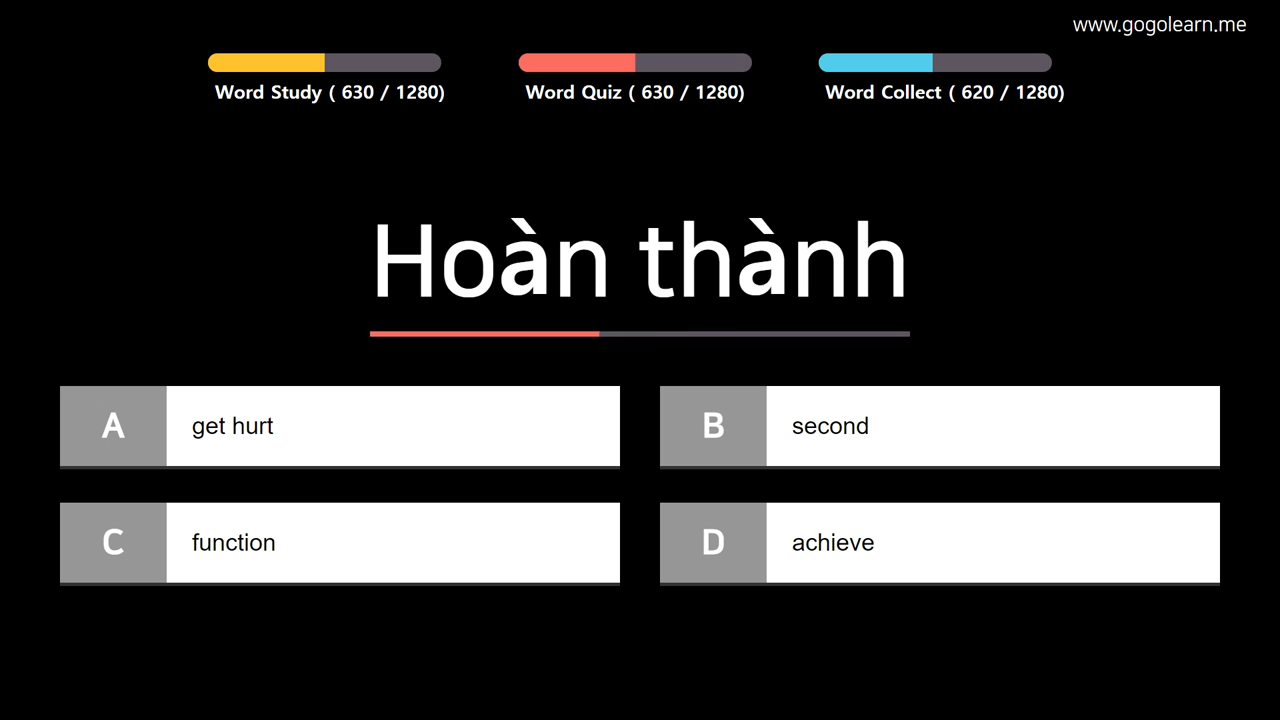 www.gogolearn.me
Word Study ( 630 / 1280)
Word Quiz ( 630 / 1280)
Word Collect ( 620 / 1280)
Hoàn thành
A get hurt
B second
C function
D achieve